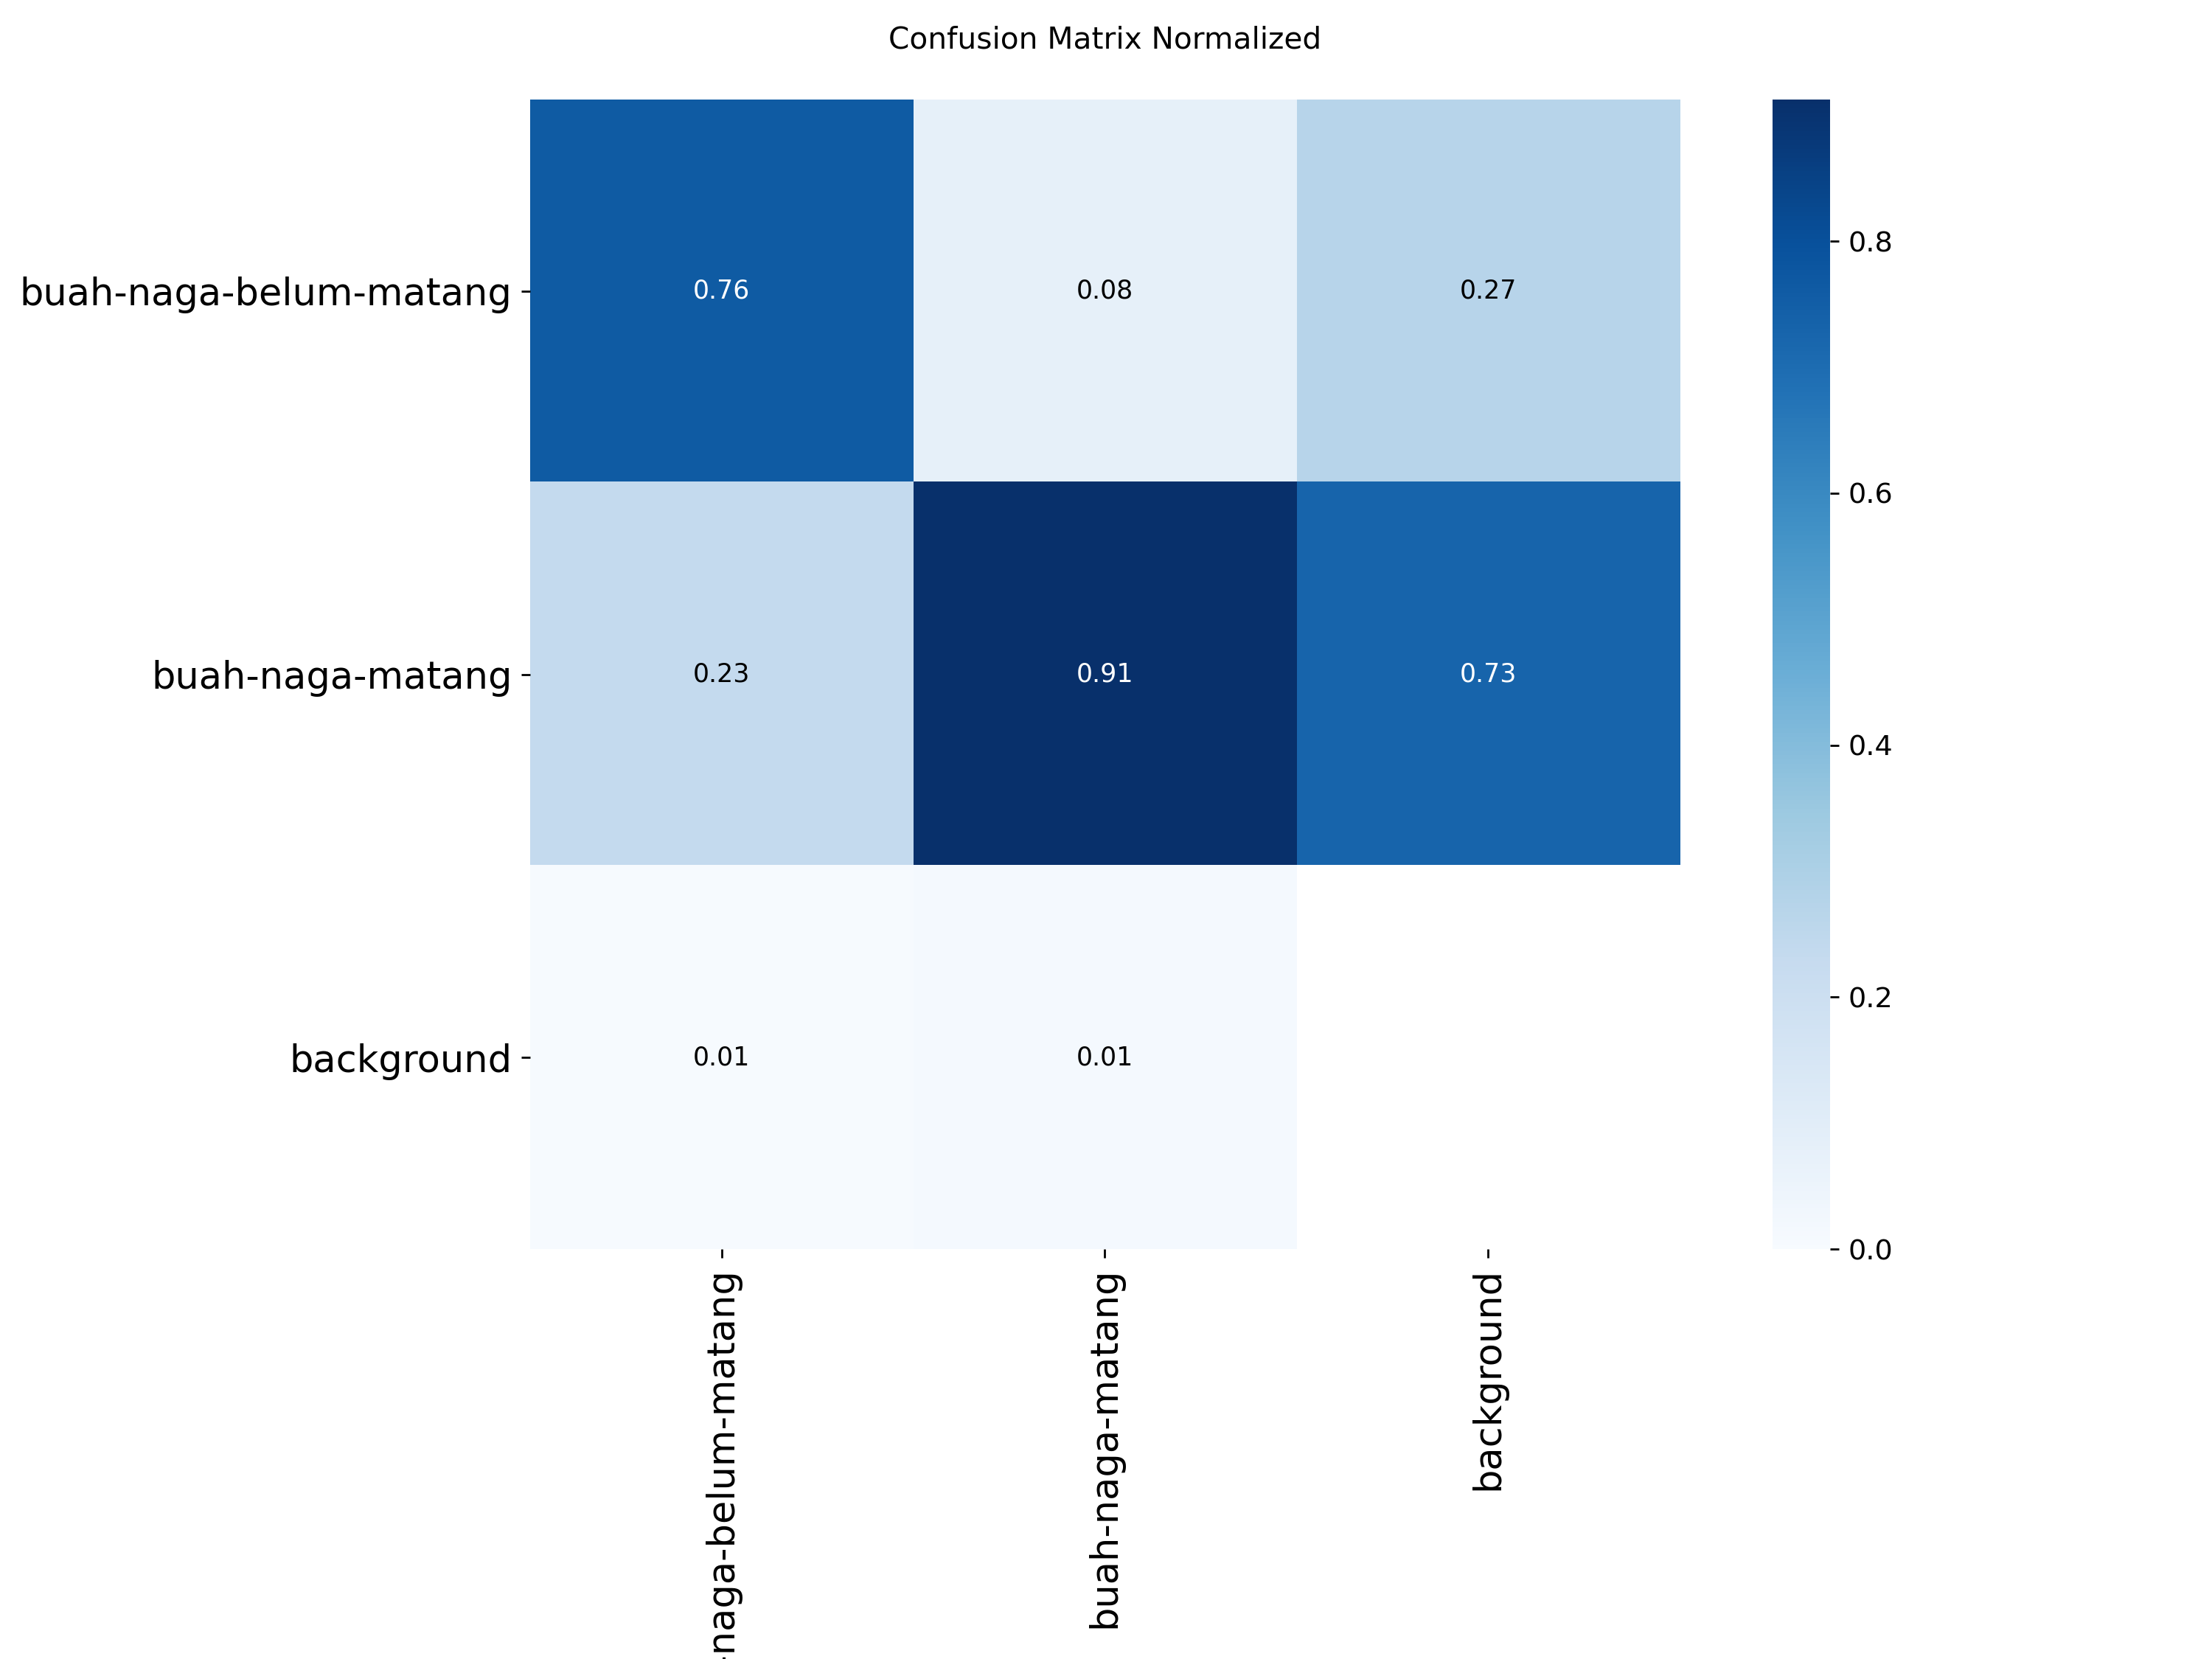 Confusion Matrix Normalized
buah-naga-belum-matang
0.76
0.08
0.27
buah-naga-matang
0.23
0.91
0.73
background
0.01
0.01
0.8
0.6
0.4
0.2
0.0
-naga-belum-matang
buah-naga-matang
background